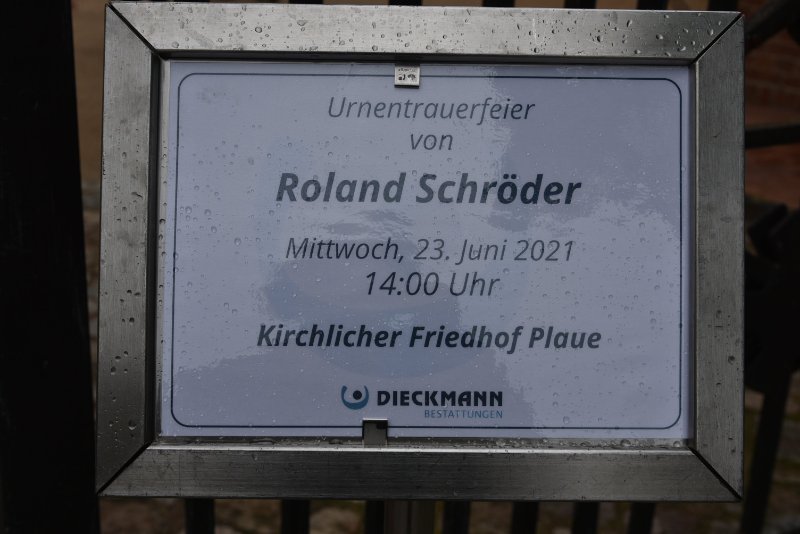 Urnentrauerfeier
von
Roland Schröder
Mittwoch, 23. Juni 2021
14:00 Uhr
Kirchlicher Friedhof Plaue
DIECKMANN
BESTATTUNGEN